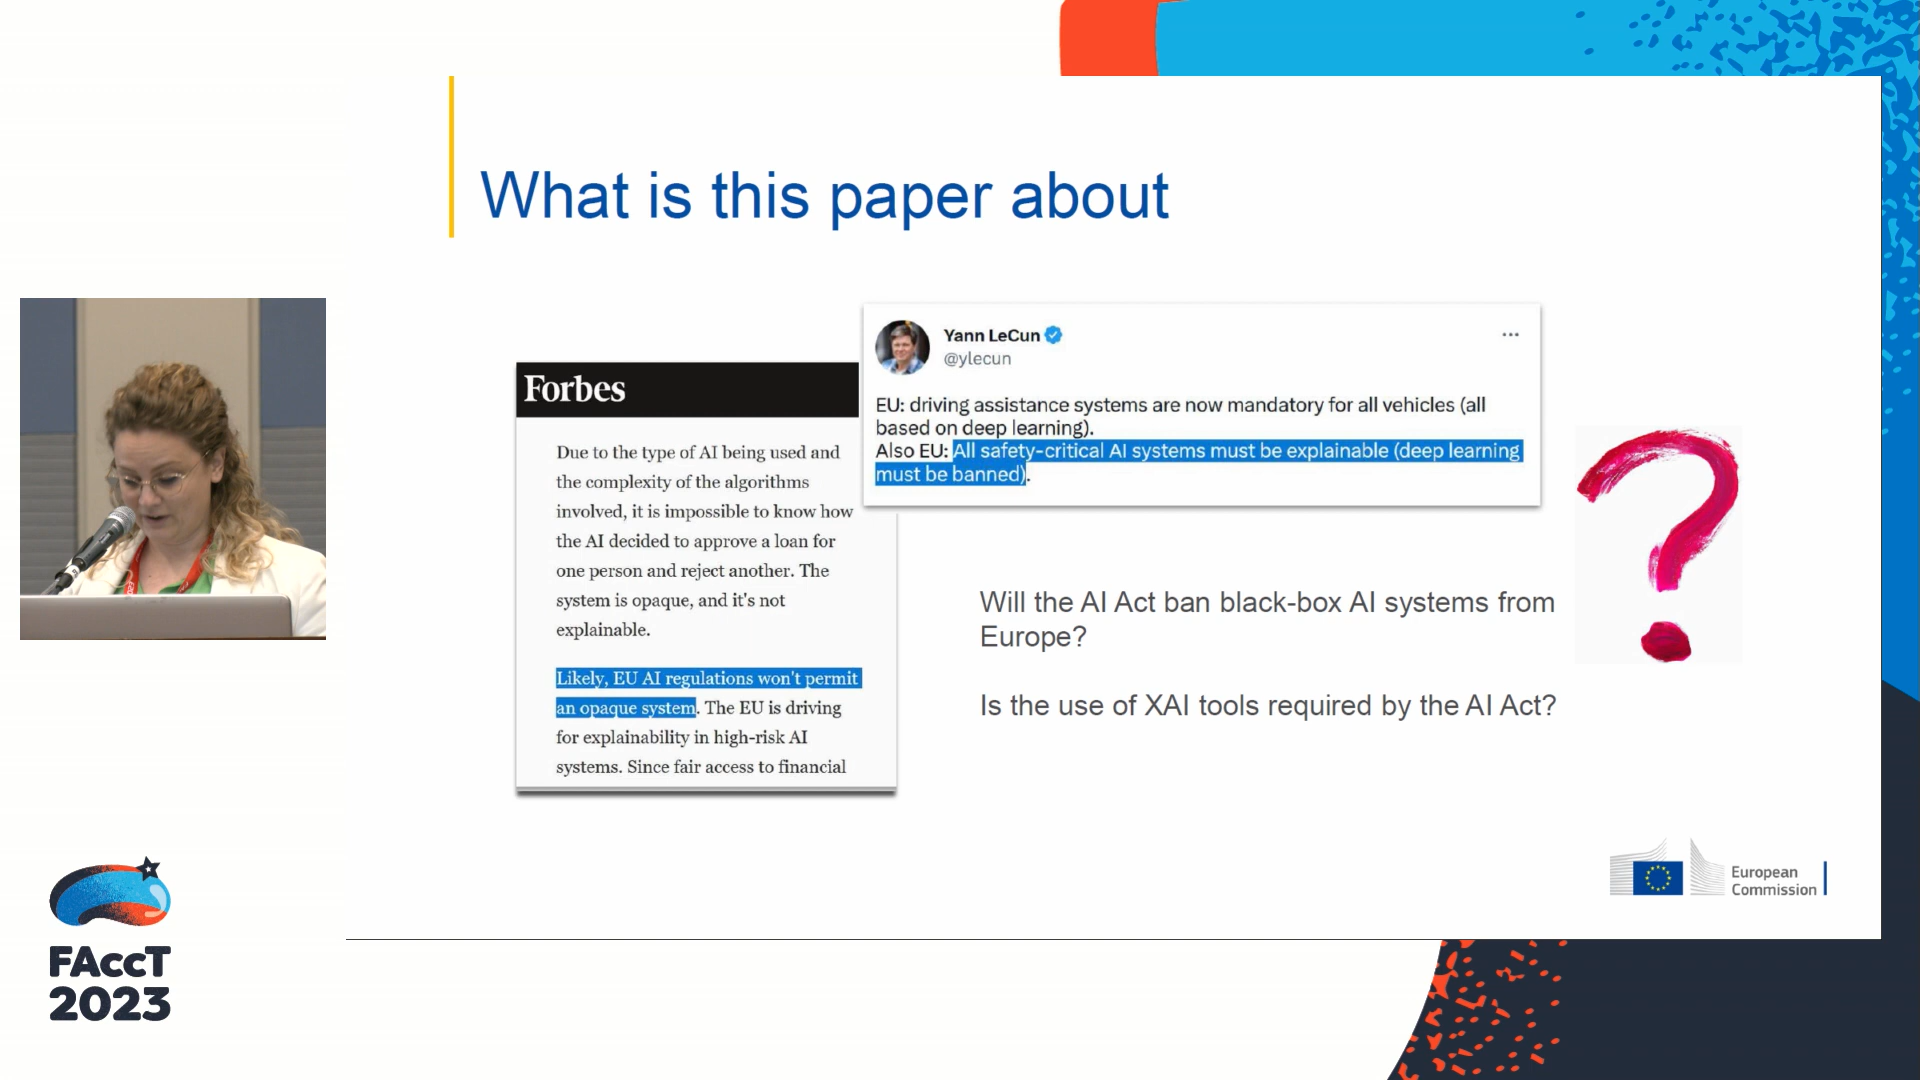 What is this paper about
Forbes
Due to the type of AI being used and
the complexity of the algorithms
involved, it is impossible to know how
the AI decided to approve a loan for
one person and reject another. The
system is opaque, and it's not
explainable.
Likely, EU AI regulations won't permit
an opaque system. The EU is driving
for explainability in high-risk AI
systems. Since fair access to financial
Yann LeCun
@ylecun
EU: driving assistance systems are now mandatory for all vehicles (all
based on deep learning).
Also EU: All safety-critical AI systems must be explainable (deep learning
must be banned).
Will the AI Act ban black-box AI systems from
Europe?
Is the use of XAI tools required by the AI Act?
European
Commission
FAccT
2023